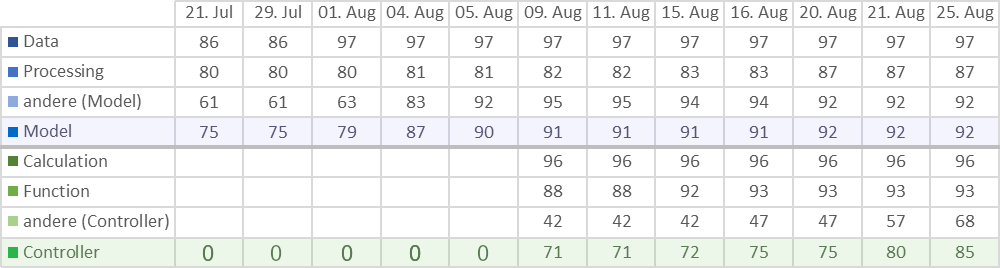 21. Jul 29. Jul 01. Aug 04. Aug 05. Aug 09. Aug 11. Aug 15. Aug 16. Aug 20. Aug 21. Aug 25. Aug
Data 86 86 97 97 97 97 97 97 97 97 97 97
Processing 80 80 80 81 81 82 82 83 83 87 87 87
andere (Model) 61 61 63 83 92 95 95 94 94 92 92 92
Model 75 75 79 87 90 91 91 91 91 92 92 92
Calculation 96 96 96 96 96 96 96
Function 88 88 92 93 93 93 93
andere (Controller) 42 42 42 47 47 57 68
Controller 0 0 0 0 0 71 71 72 75 75 80 85